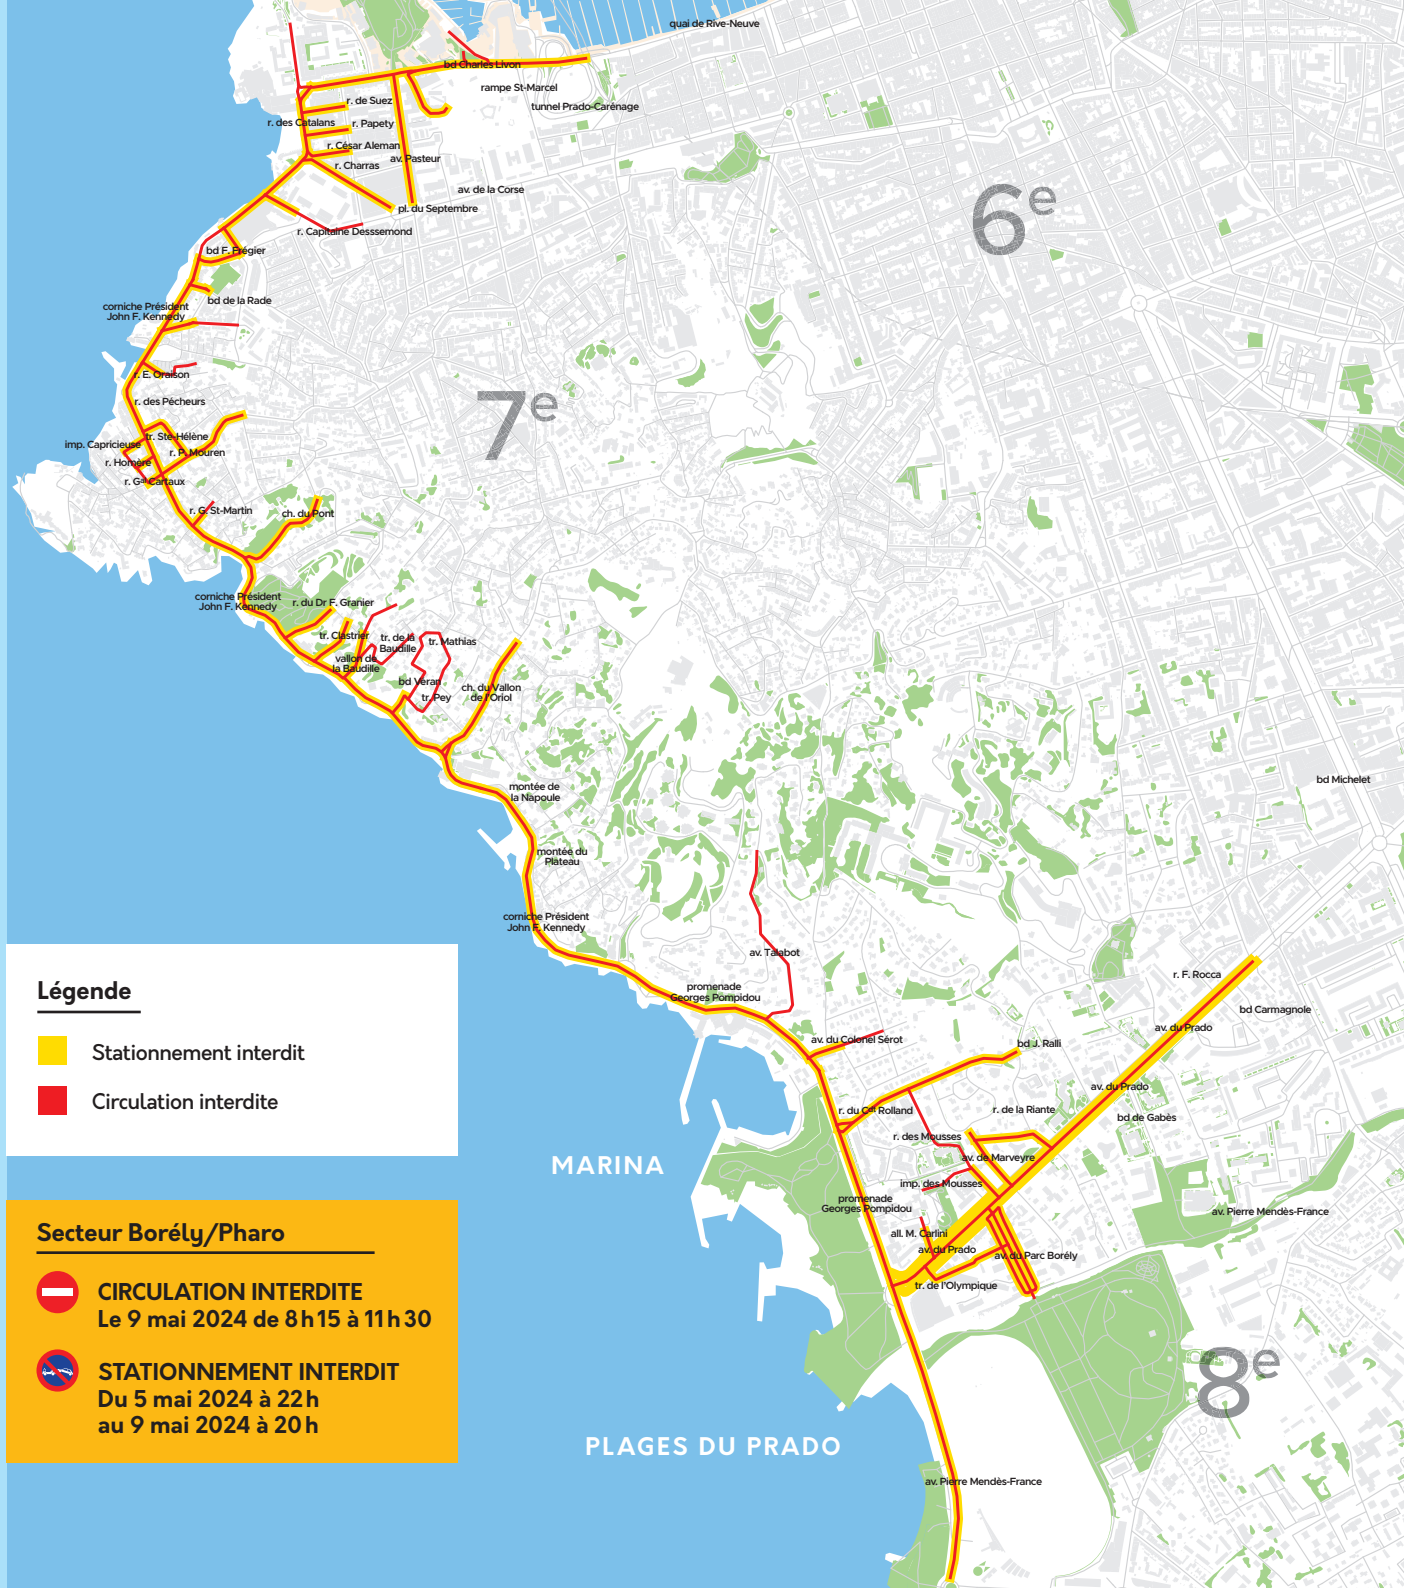 quai de Rive-Neuve
bd Charles Livon
rampe St-Marcel
tunnel Prado-Carénage
r. de Suez
r. des Catalans
r. Papety
r. César Aleman
av. Pasteur
r. Charras
av. de la Corse
pl. du Septembre
r. Capitaine Desssemond
bd F. Frégier
bd de la Rade
corniche Président
John F. Kennedy
r. E. Oraison
r. des Pêcheurs
tr. Ste-Hélène
imp. Capricieuse
r. P. Mouren
r. Homère
r. Gal Cartaux
r. G. St-Martin
ch. du Pont
6e
7e
corniche Président
John F. Kennedy
r. du Dr F. Granier
tr. Clastrier
tr. de la
Baudille
tr. Mathias
vallon de
la Baudille
bd Veran
tr. Pey
ch. du Vallon
de l'Oriol
montée de
la Napoule
bd Michelet
montée du
Plateau
corniche Président
John F. Kennedy
av. Talabot
promenade
Georges Pompidou
r. F. Rocca
bd Carmagnole
av. du Prado
av. du Colonel Sérot
bd J. Ralli
av. du Prado
r. du Cdt Rolland
r. de la Riante
bd de Gabès
r. des Mousses
av. de Marveyre
imp. des Mousses
promenade
Georges Pompidou
av. Pierre Mendès-France
all. M. Carlini
av. du Prado
av. du Parc Borély
tr. de l'Olympique
8e
av. Pierre Mendès-France
MARINA
PLAGES DU PRADO
Légende
Stationnement interdit
Circulation interdite
Secteur Borély/Pharo
CIRCULATION INTERDITE
Le 9 mai 2024 de 8h15 à 11h30
STATIONNEMENT INTERDIT
Du 5 mai 2024 à 22h
au 9 mai 2024 à 20h